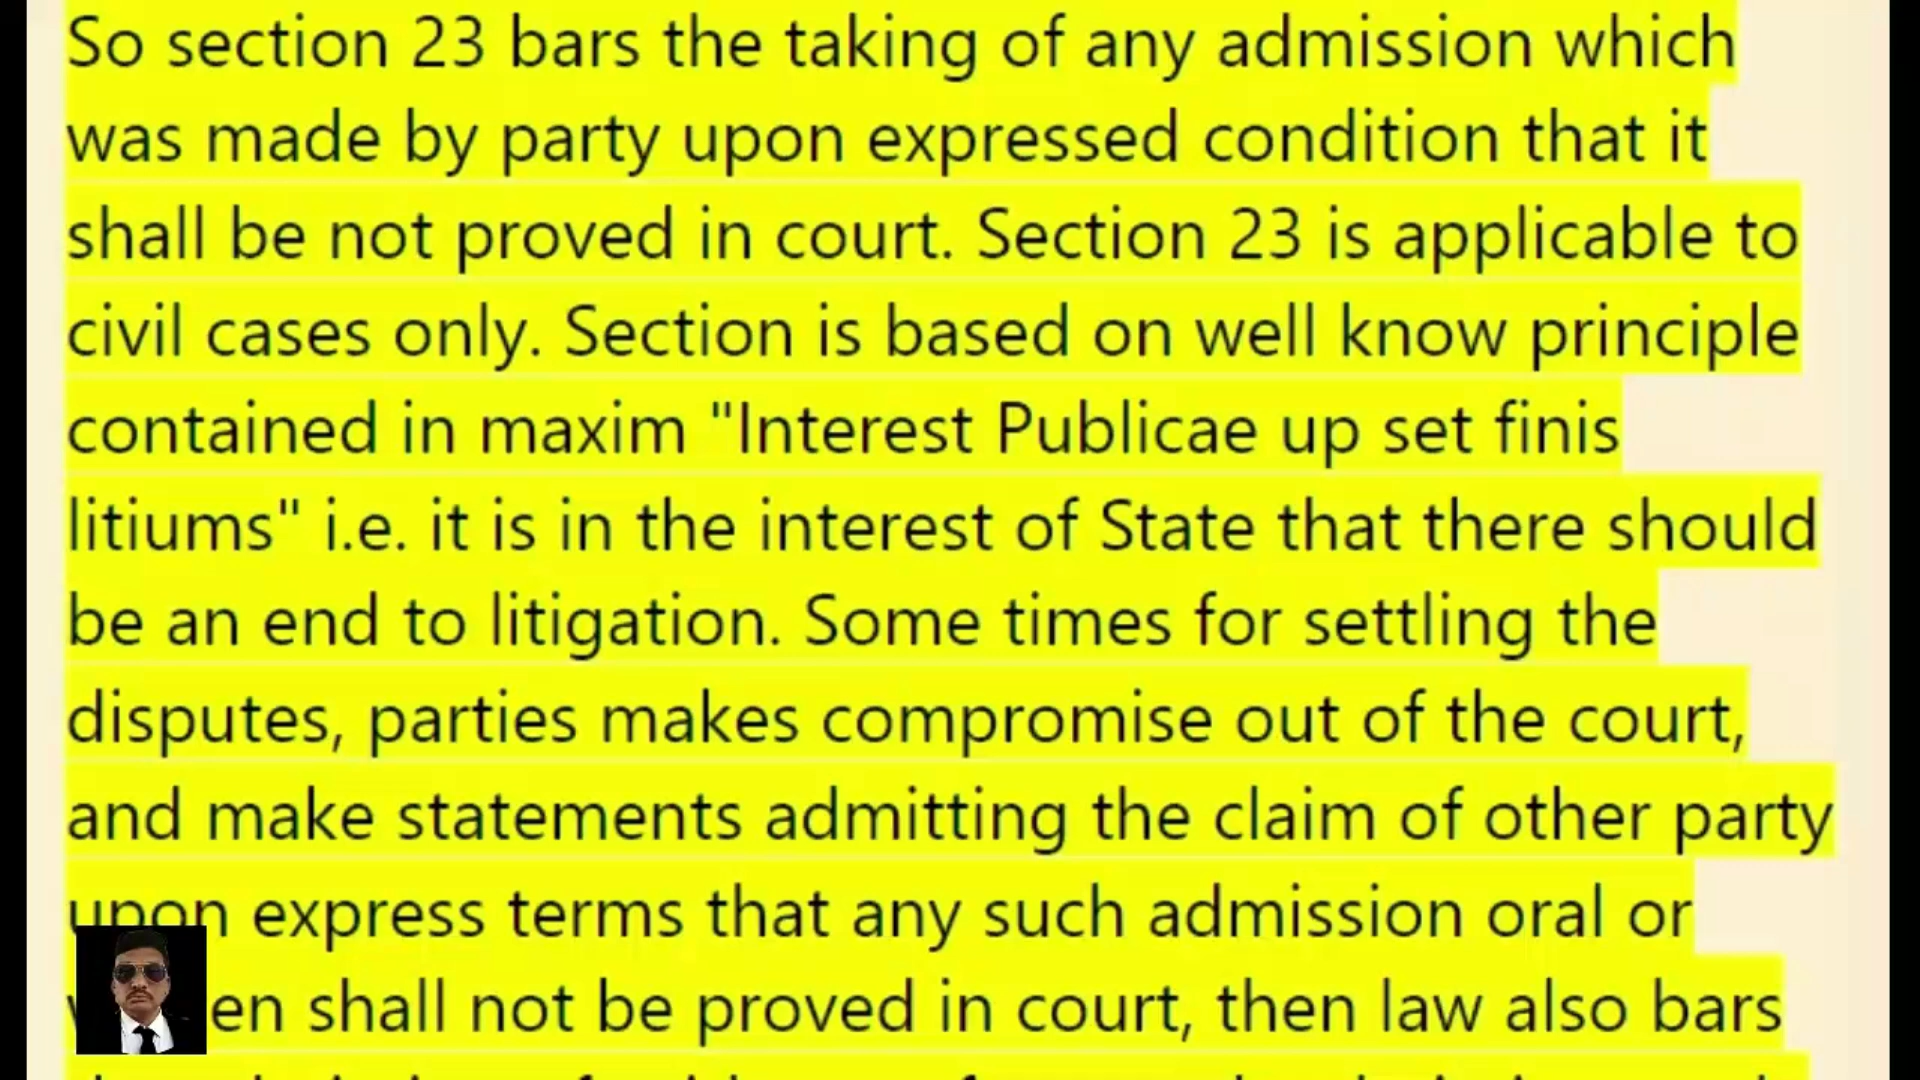 So section 23 bars the taking of any admission which
was made by party upon expressed condition that it
shall be not proved in court. Section 23 is applicable to
civil cases only. Section is based on well know principle
contained in maxim "Interest Publicae up set finis
litiums" i.e. it is in the interest of State that there should
be an end to litigation. Some times for settling the
disputes, parties makes compromise out of the court,
and make statements admitting the claim of other party
upon express terms that any such admission oral or
shall not be proved in court, then law also bars